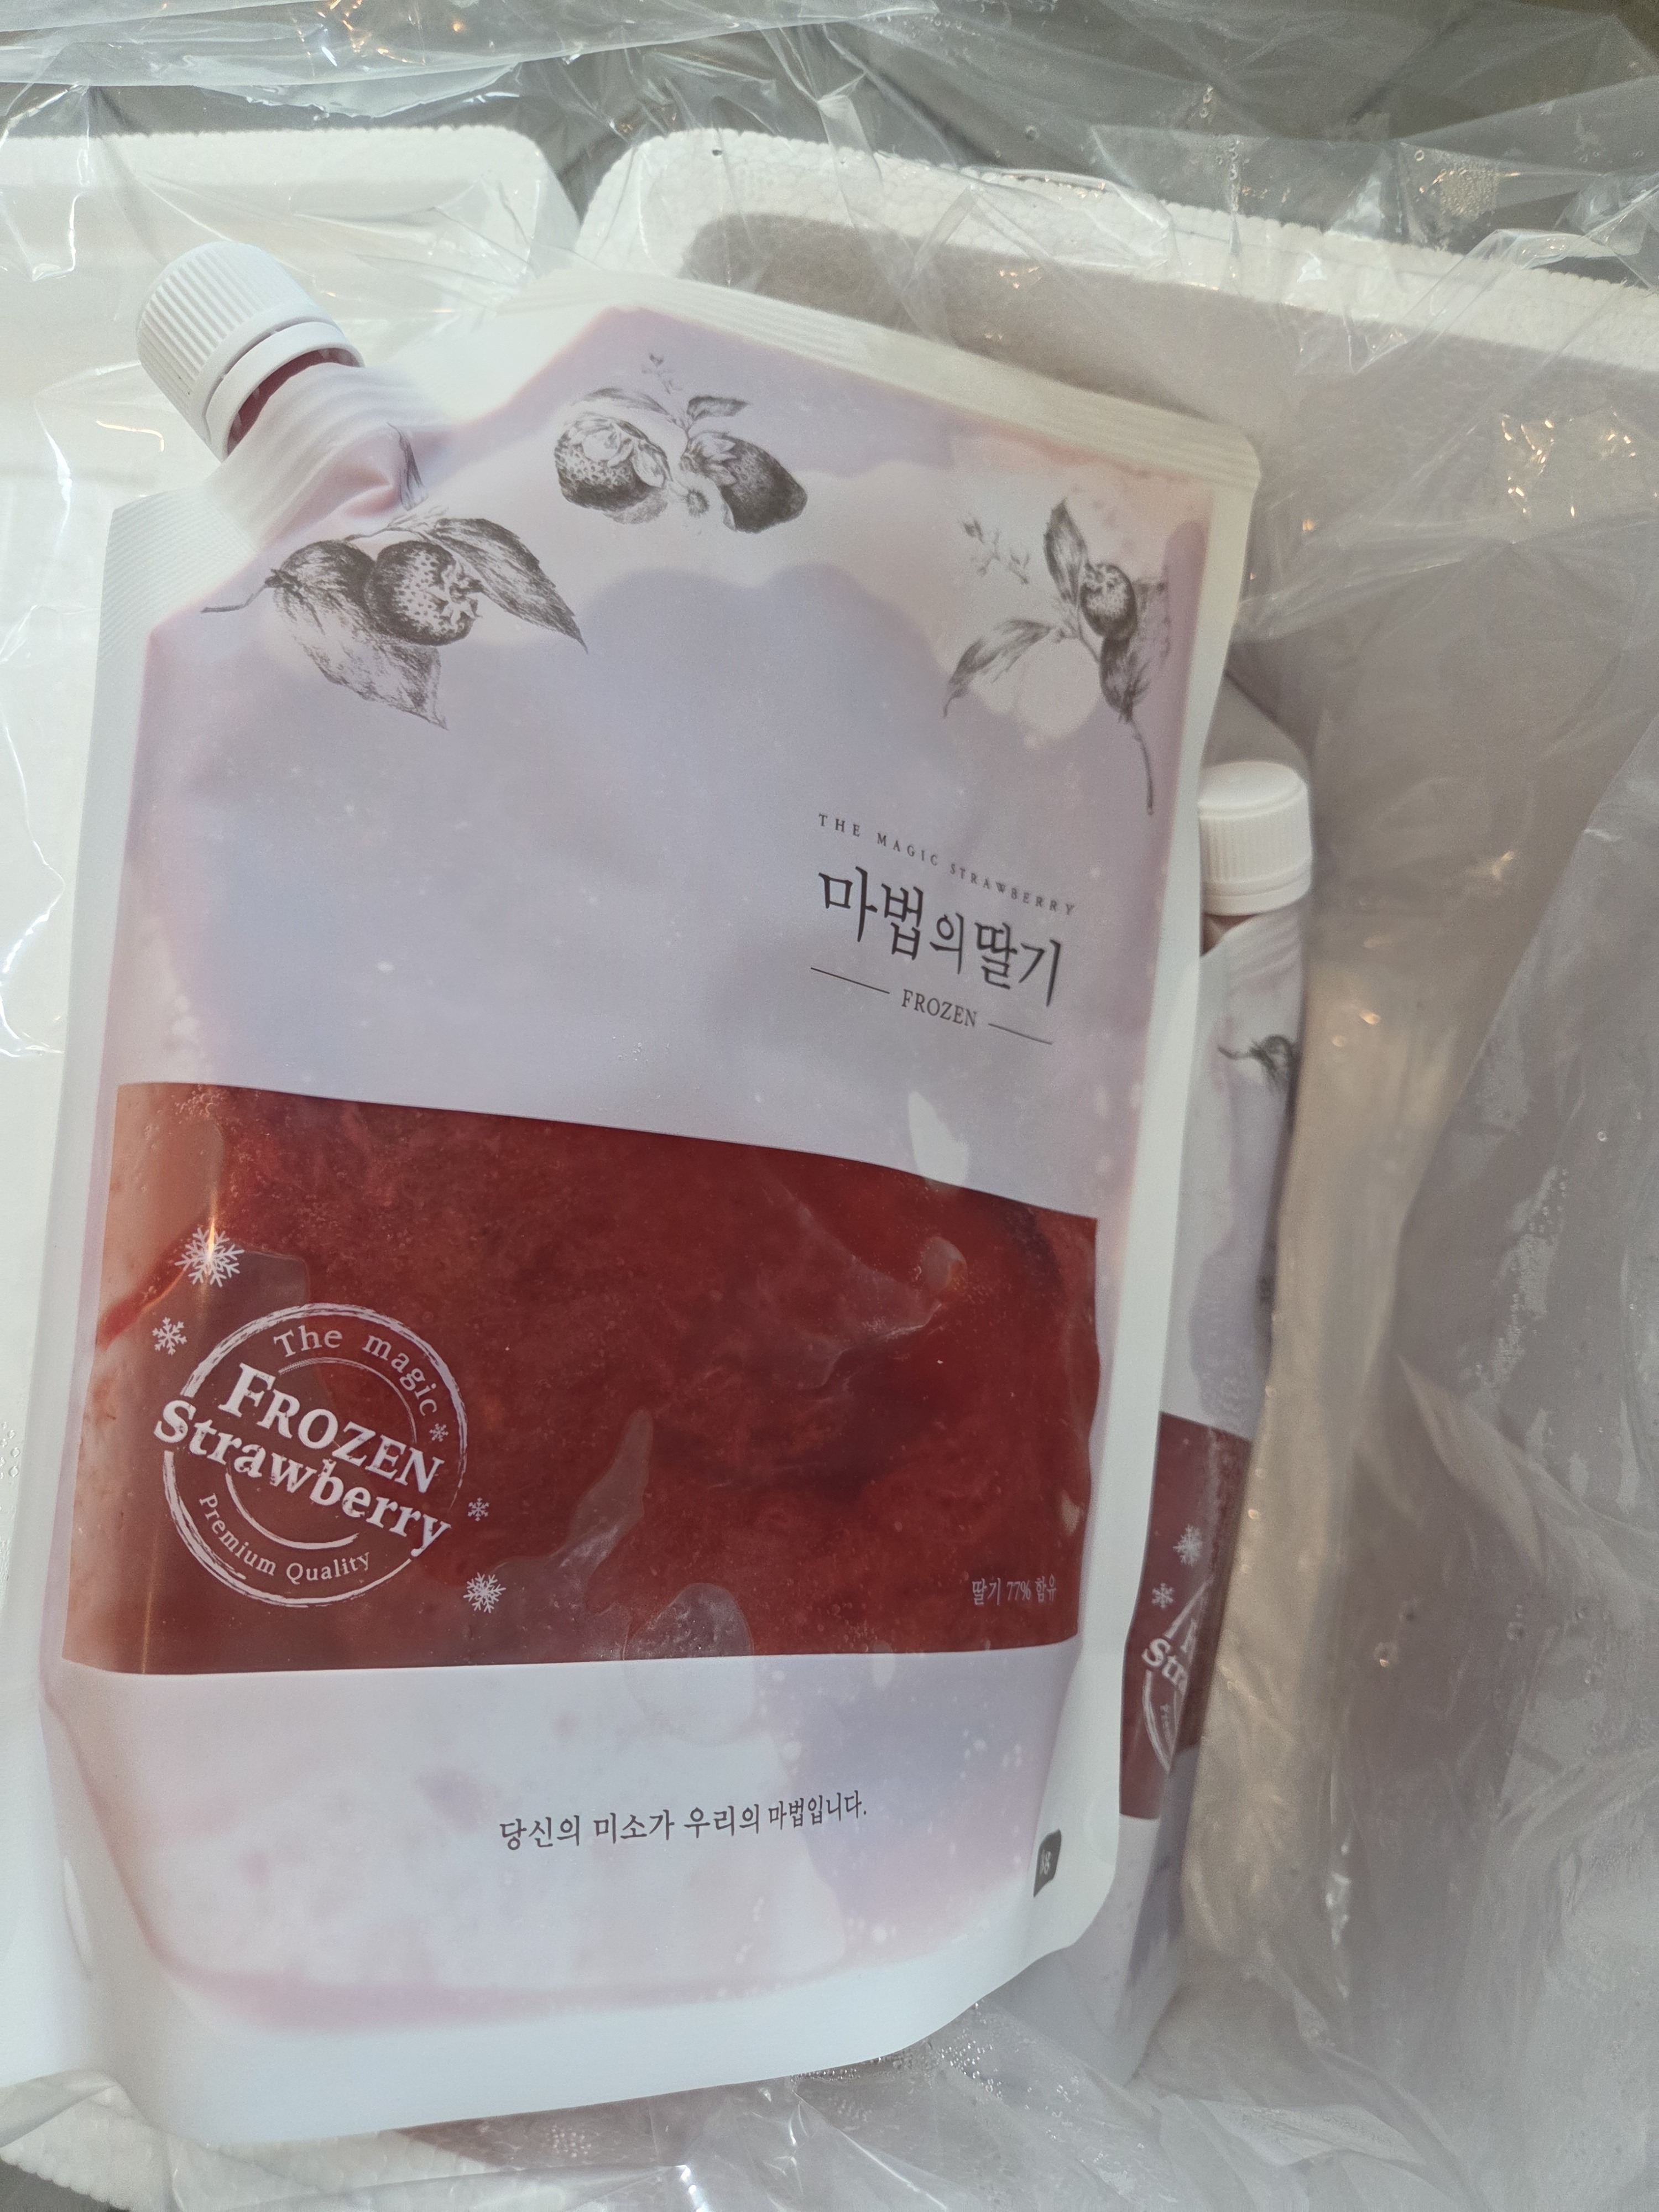 THE MAGIC STRAWBERRY
마법의딸기
FROZEN
The magic
FROZEN
Strawberry
Premium Quality
딸기 77% 함유
당신의 미소가 우리의 마법입니다.
Str